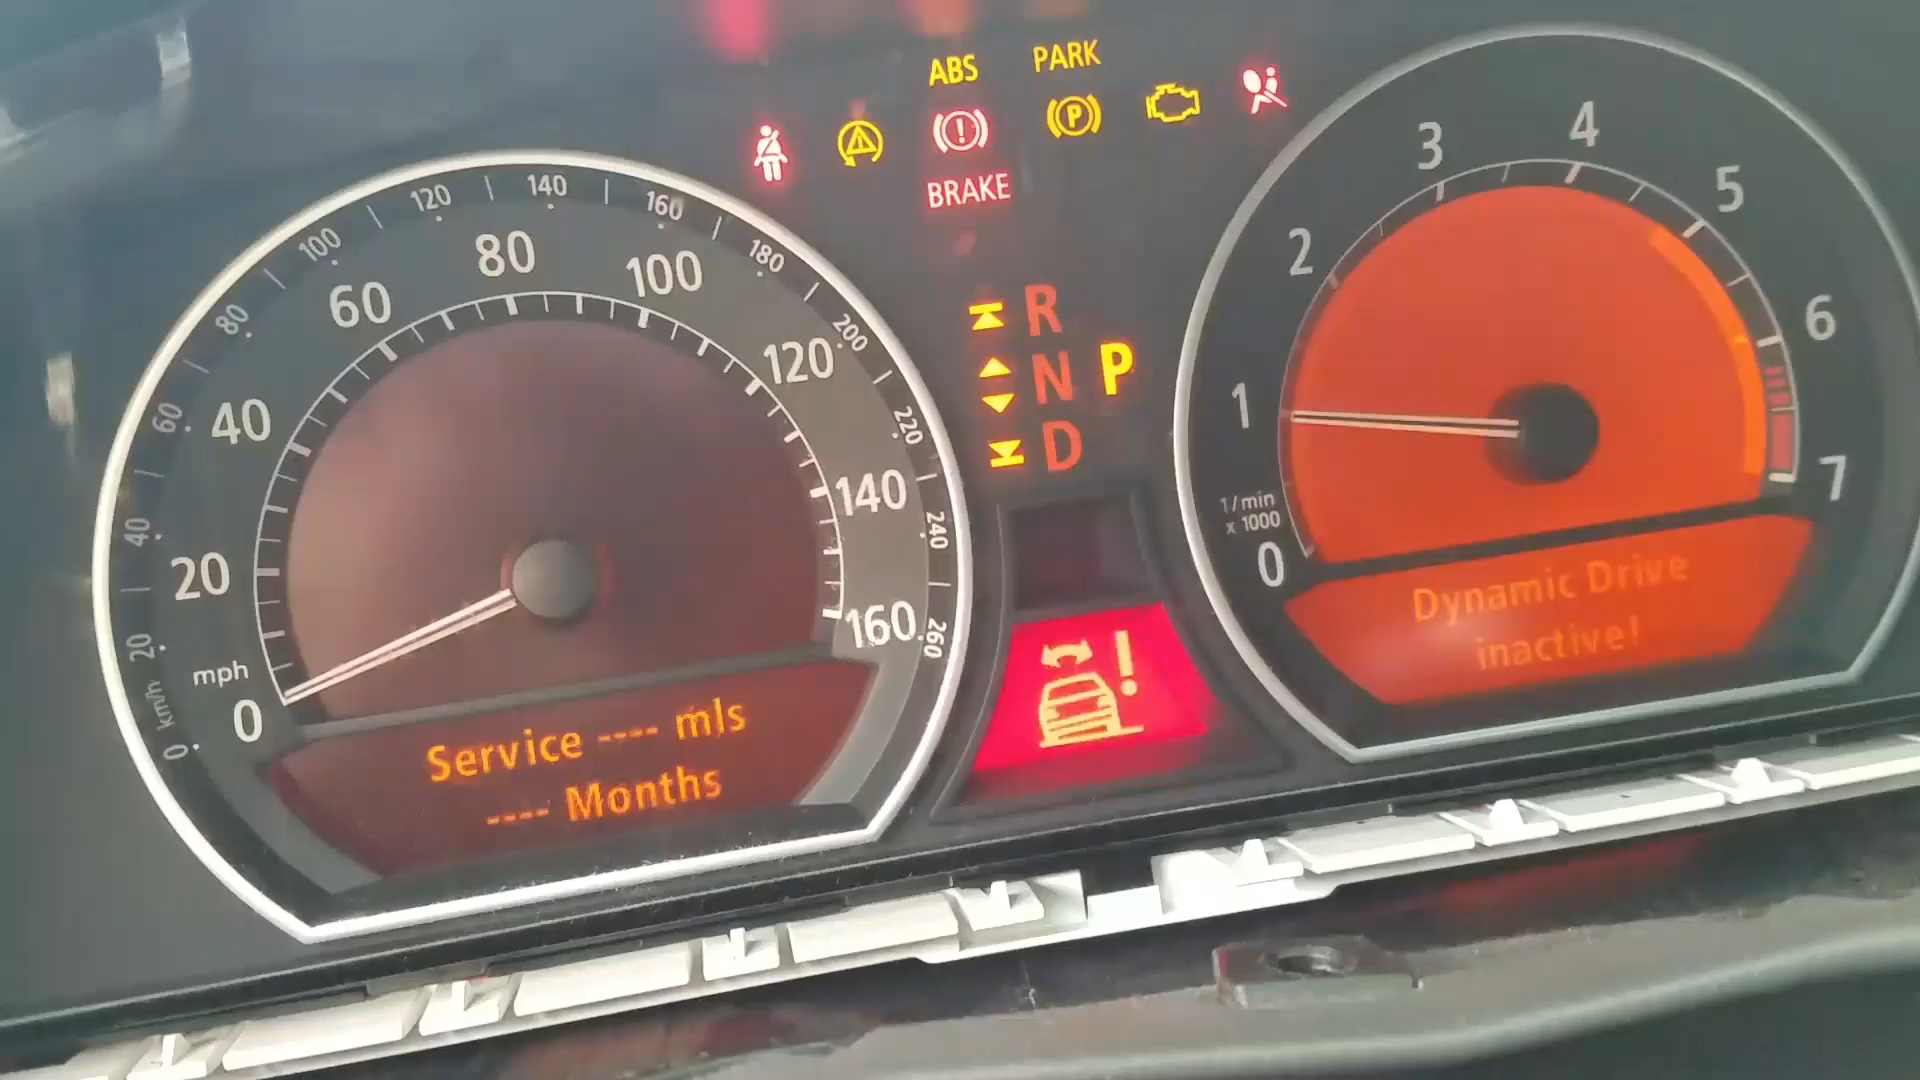 ABS
PARK
P
BRAKE
R
N
P
D
0
20
40
60
80
100
120
140
160
mph
0
20
40
60
80
100
120
140
160
180
200
220
240
260
km/h
Service ---- mls
---- Months
0
1
2
3
4
5
6
7
1/min
x 1000
Dynamic Drive
inactive!